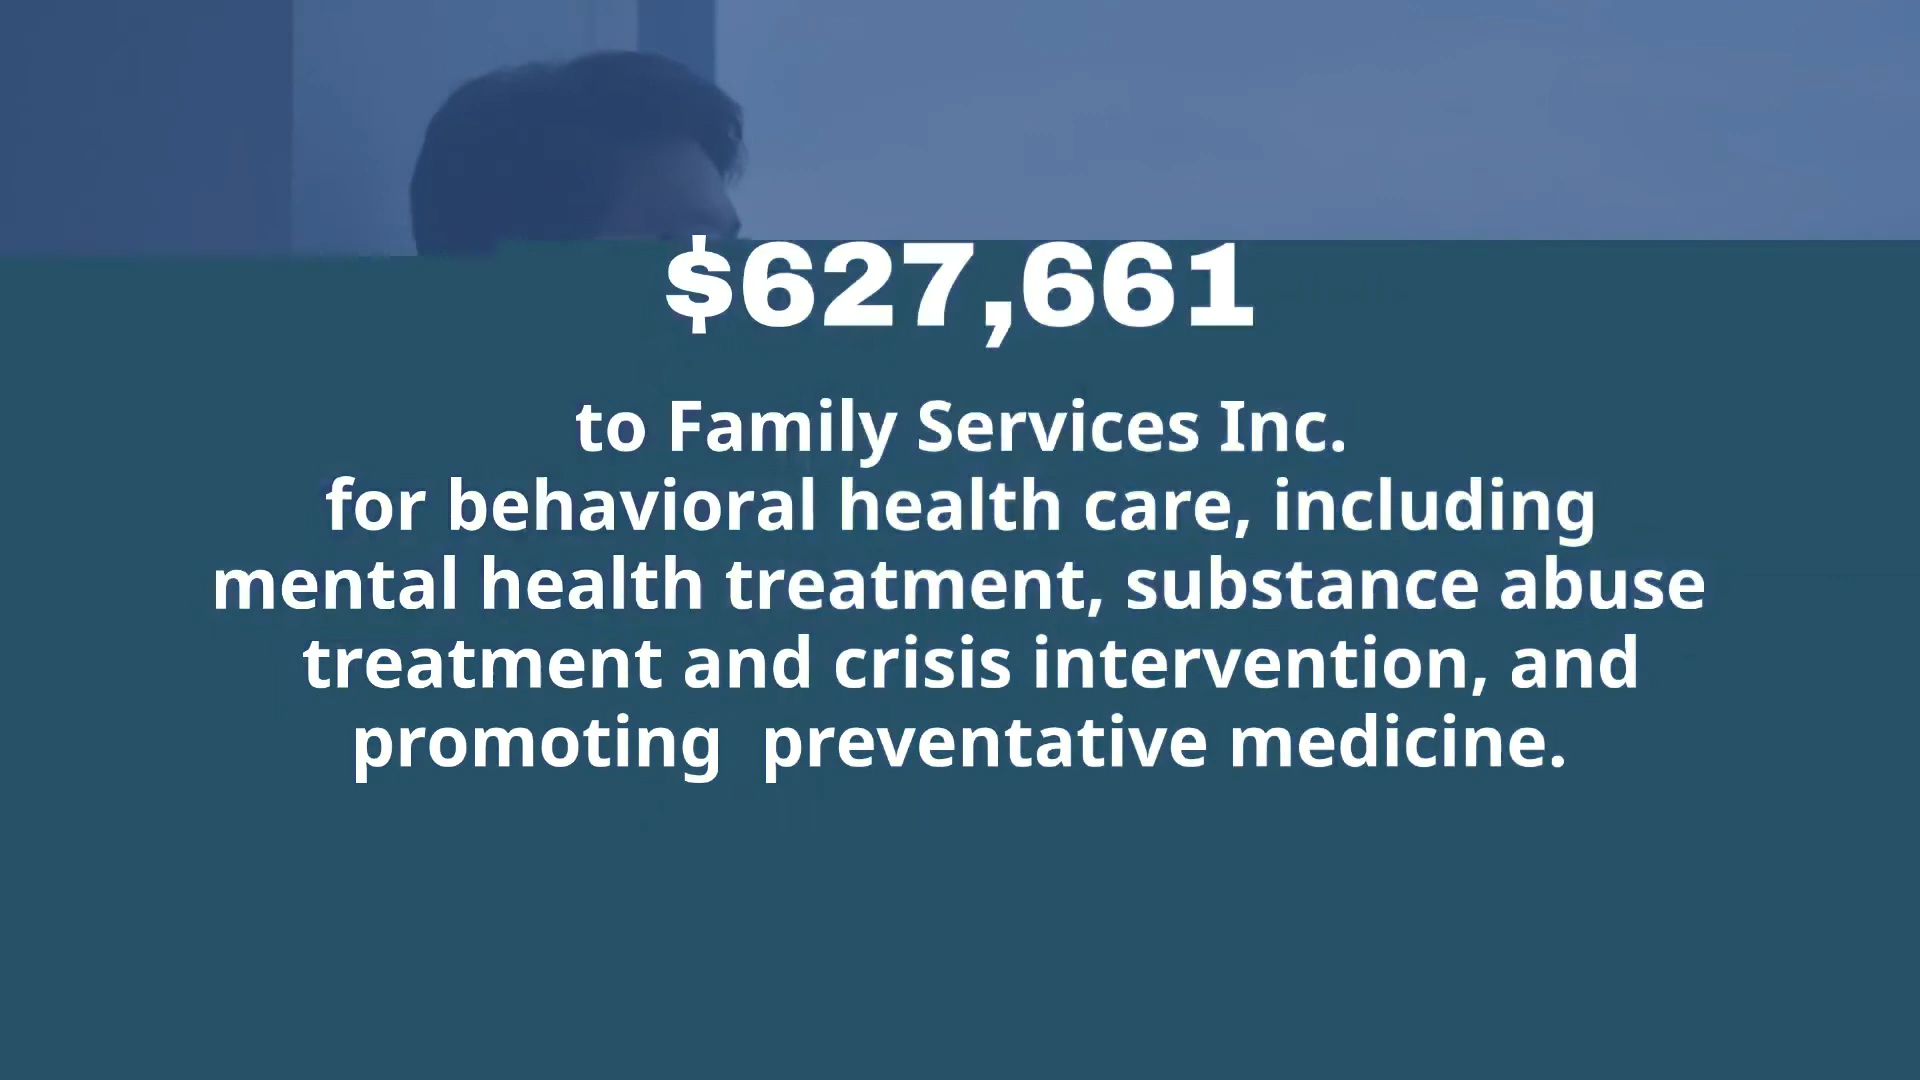 $627,661
to Family Services Inc.
for behavioral health care, including
mental health treatment, substance abuse
treatment and crisis intervention, and
promoting  preventative medicine.